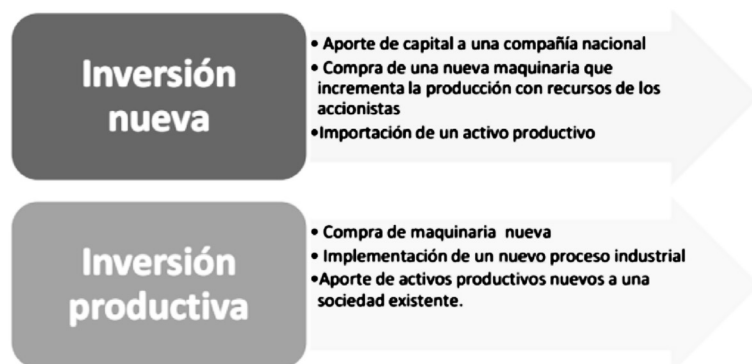 Inversión
nueva
• Aporte de capital a una compañía nacional
• Compra de una nueva maquinaria que
incrementa la producción con recursos de los
accionistas
•Importación de un activo productivo
Inversión
productiva
• Compra de maquinaria nueva
• Implementación de un nuevo proceso industrial
•Aporte de activos productivos nuevos a una
sociedad existente.